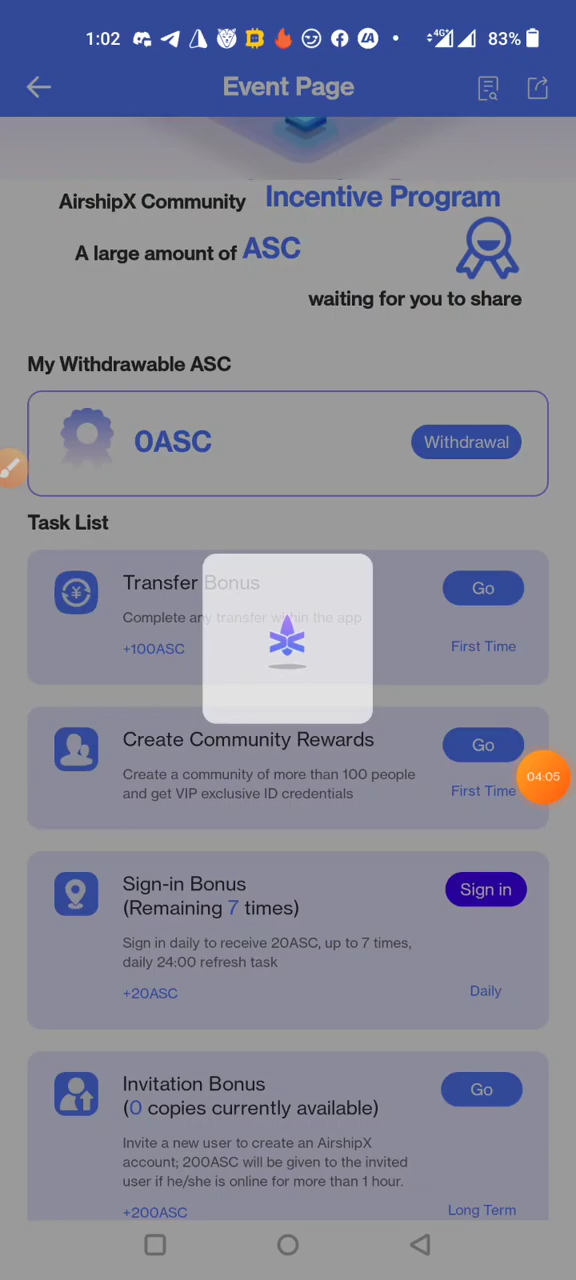 1:02
4G+
83%
Event Page
AirshipX Community Incentive Program
A large amount of ASC
waiting for you to share
My Withdrawable ASC
0ASC
Withdrawal
Task List
Transfer Bonus
Go
Complete any transfer within the app
+100ASC
First Time
Create Community Rewards
Go
Create a community of more than 100 people
and get VIP exclusive ID credentials
First Time
04:05
Sign-in Bonus
(Remaining 7 times)
Sign in
Sign in daily to receive 20ASC, up to 7 times,
daily 24:00 refresh task
+20ASC
Daily
Invitation Bonus
(0 copies currently available)
Go
Invite a new user to create an AirshipX
account; 200ASC will be given to the invited
user if he/she is online for more than 1 hour.
+200ASC
Long Term